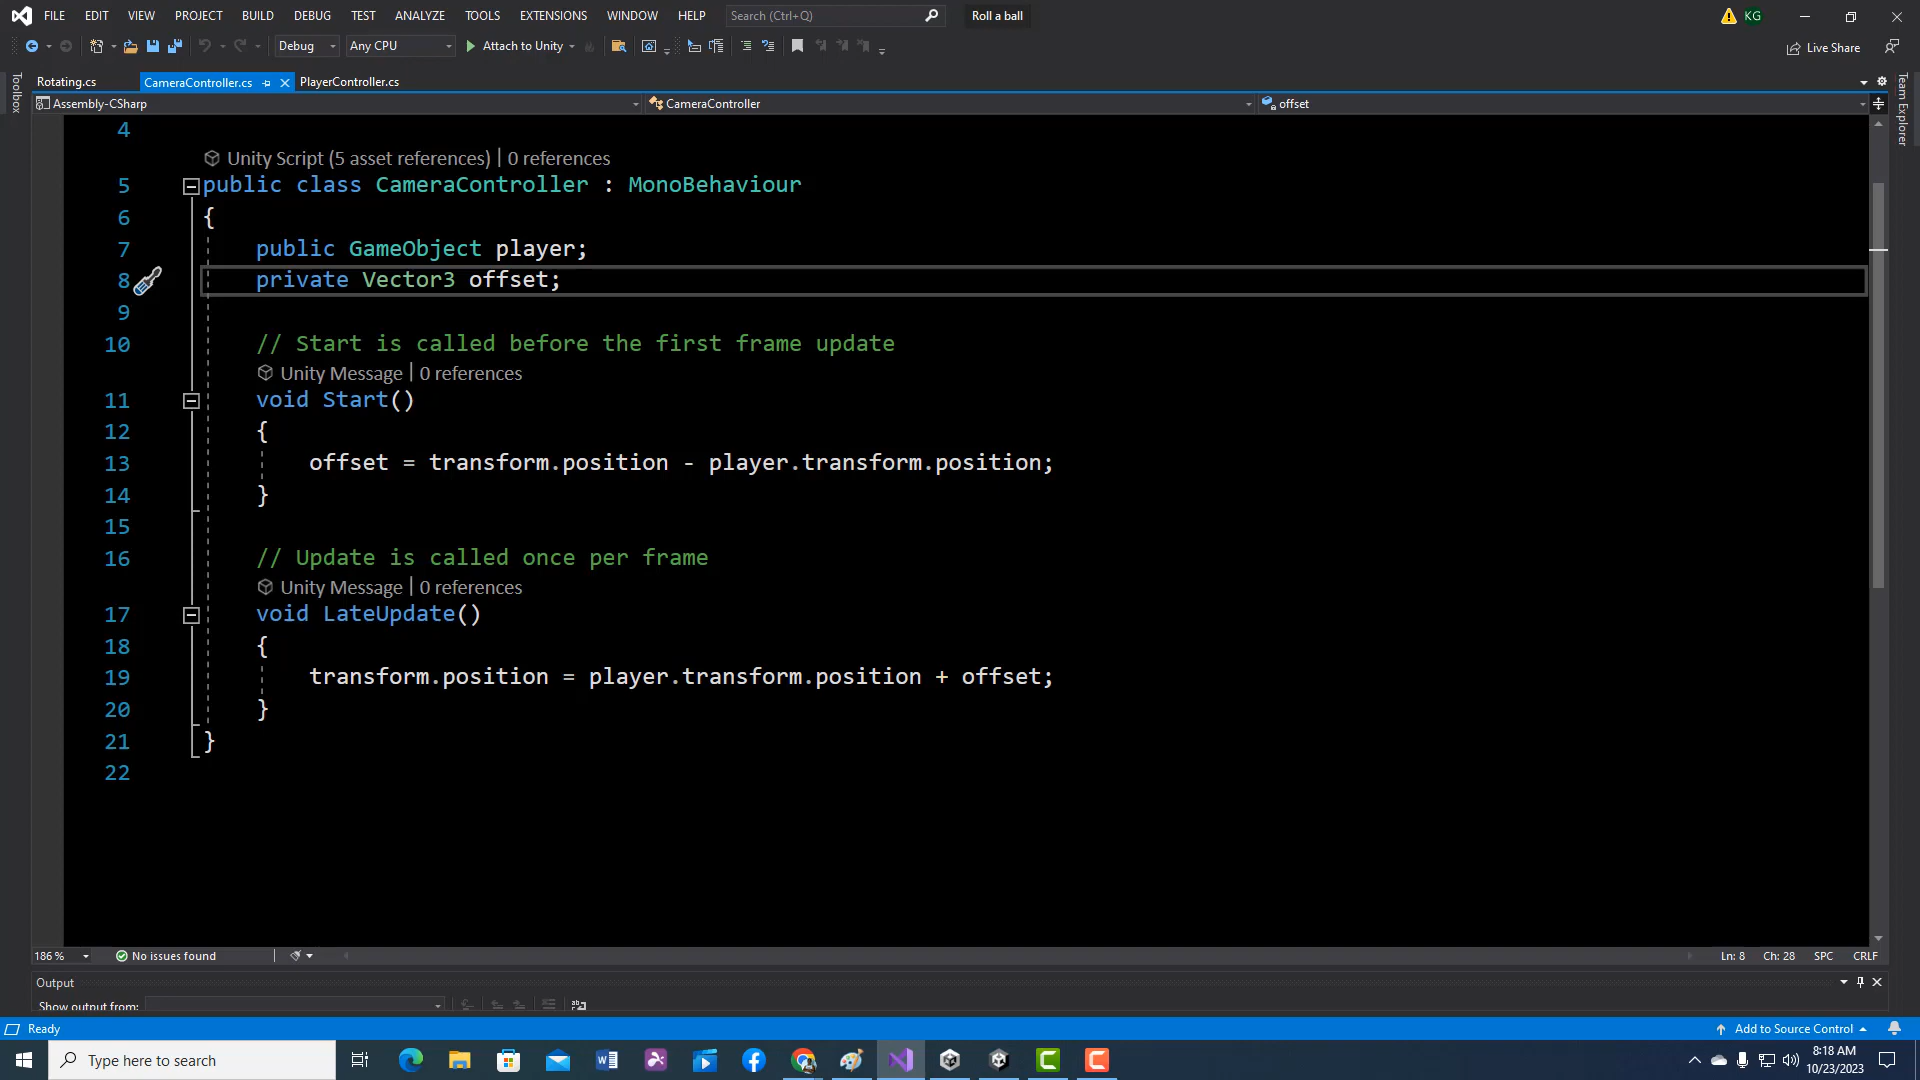 FILE EDIT VIEW PROJECT BUILD DEBUG TEST ANALYZE TOOLS EXTENSIONS WINDOW HELP Search (Ctrl+Q) Roll a ball KG
Debug Any CPU Attach to Unity Live Share
Rotating.cs CameraController.cs PlayerController.cs
Assembly-CSharp CameraController offset
Toolbox
Team Explorer
4
Unity Script (5 asset references) | 0 references
5 public class CameraController : MonoBehaviour
6 {
7 public GameObject player;
8 private Vector3 offset;
9
10 // Start is called before the first frame update
Unity Message | 0 references
11 void Start()
12 {
13 offset = transform.position - player.transform.position;
14 }
15
16 // Update is called once per frame
Unity Message | 0 references
17 void LateUpdate()
18 {
19 transform.position = player.transform.position + offset;
20 }
21 }
22
186 % No issues found Ln: 8 Ch: 28 SPC CRLF
Output
Show output from:
Ready Add to Source Control
Type here to search 8:18 AM
10/23/2023